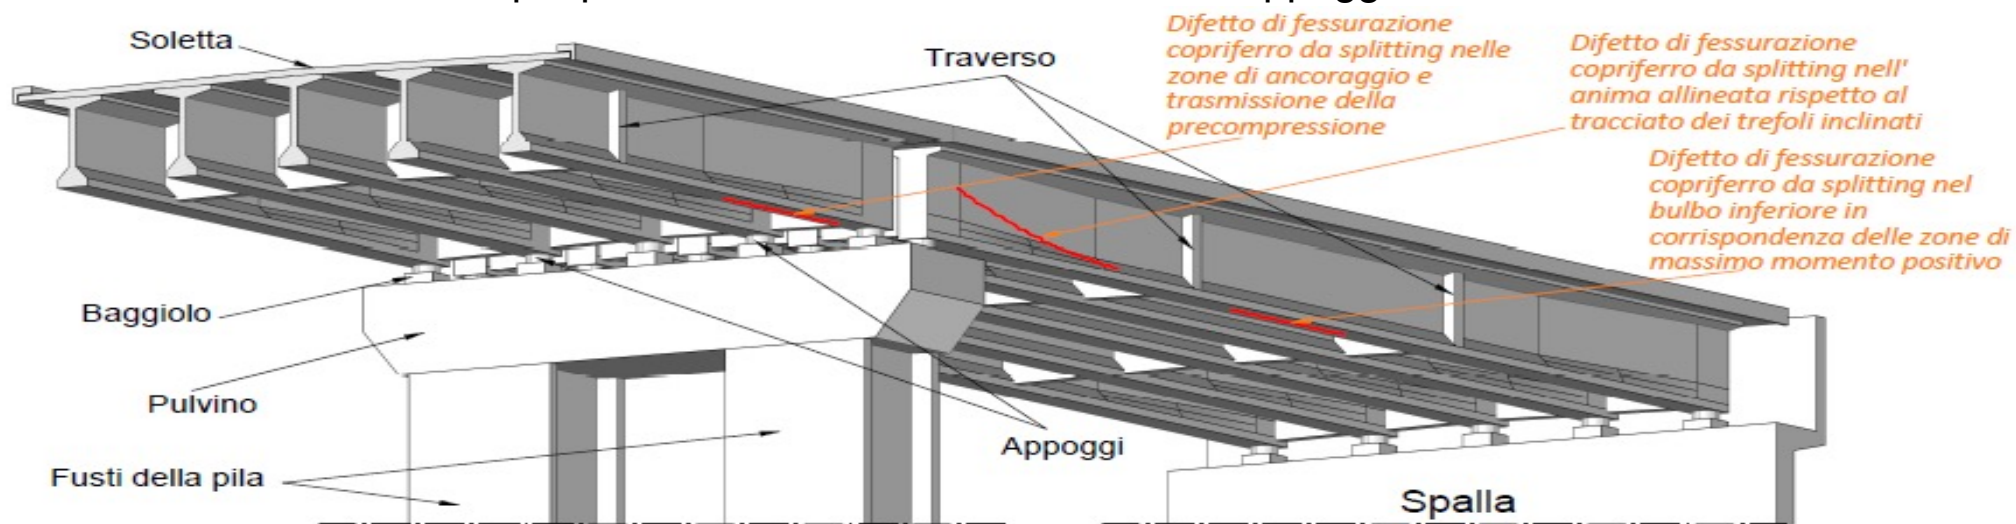 Soletta
Traverso
Difetto di fessurazione
copriferro da splitting nelle
zone di ancoraggio e
trasmissione della
precompressione
Difetto di fessurazione
copriferro da splitting nell'
anima allineata rispetto al
tracciato dei trefoli inclinati
Difetto di fessurazione
copriferro da splitting nel
bulbo inferiore in
corrispondenza delle zone di
massimo momento positivo
Baggiolo
Pulvino
Appoggi
Fusti della pila
Spalla